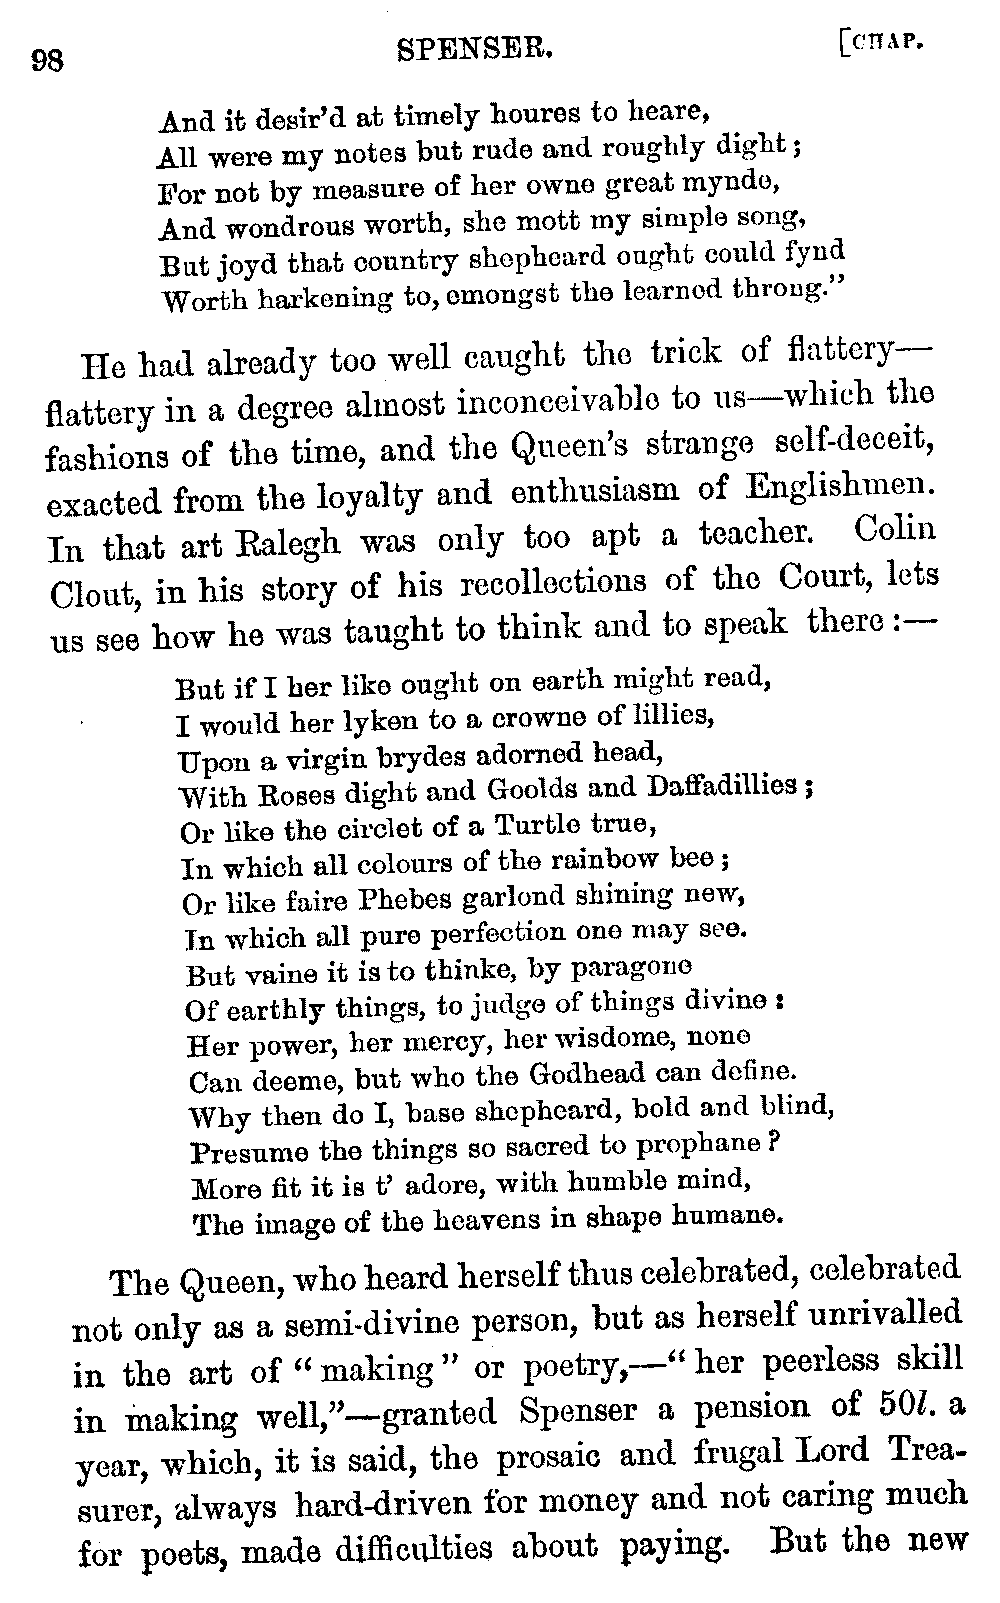 98 SPENSER. [CHAP.
And it desir'd at timely houres to heare,
All were my notes but rude and roughly dight;
For not by measure of her owne great mynde,
And wondrous worth, she mott my simple song,
But joyd that country shepheard ought could fynd
Worth harkening to, emongst the learned throng."
He had already too well caught the trick of flattery—
flattery in a degree almost inconceivable to us—which the
fashions of the time, and the Queen's strange self-deceit,
exacted from the loyalty and enthusiasm of Englishmen.
In that art Ralegh was only too apt a teacher. Colin
Clout, in his story of his recollections of the Court, lets
us see how he was taught to think and to speak there:—
But if I her like ought on earth might read,
I would her lyken to a crowne of lillies,
Upon a virgin brydes adorned head,
With Roses dight and Goolds and Daffadillies;
Or like the circlet of a Turtle true,
In which all colours of the rainbow bee;
Or like faire Phebes garlond shining new,
In which all pure perfection one may see.
But vaine it is to thinke, by paragone
Of earthly things, to judge of things divine:
Her power, her mercy, her wisdome, none
Can deeme, but who the Godhead can define.
Why then do I, base shepheard, bold and blind,
Presume the things so sacred to prophane?
More fit it is t' adore, with humble mind,
The image of the heavens in shape humane.
The Queen, who heard herself thus celebrated, celebrated
not only as a semi-divine person, but as herself unrivalled
in the art of "making" or poetry,—"her peerless skill
in making well,"—granted Spenser a pension of 50l. a
year, which, it is said, the prosaic and frugal Lord Trea-
surer, always hard-driven for money and not caring much
for poets, made difficulties about paying. But the new